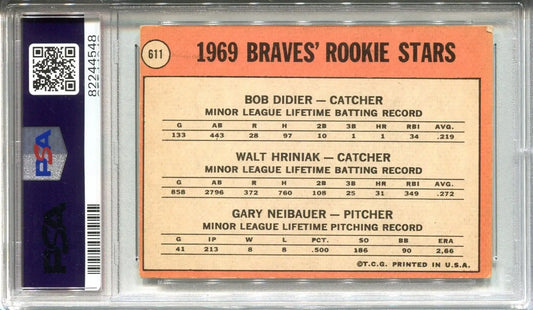 82244548
PSA
PSA
611
1969 BRAVES' ROOKIE STARS
BOB DIDIER — CATCHER
MINOR LEAGUE LIFETIME BATTING RECORD
G AB R H 2B 3B HR RBI AVG.
133 443 28 97 10 1 1 34 .219
WALT HRINIAK — CATCHER
MINOR LEAGUE LIFETIME BATTING RECORD
G AB R H 2B 3B HR RBI AVG.
858 2796 372 760 108 25 31 349 .272
GARY NEIBAUER — PITCHER
MINOR LEAGUE LIFETIME PITCHING RECORD
G IP W L PCT. SO BB ERA
41 213 8 8 .500 186 90 2.66
©T.C.G. PRINTED IN U.S.A.